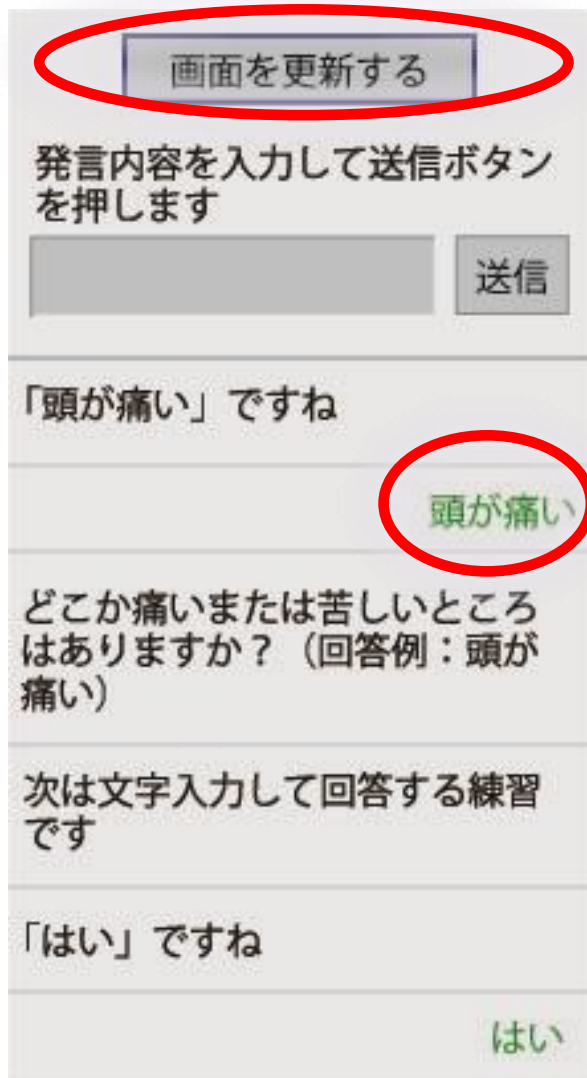 画面を更新する
発言内容を入力して送信ボタン
を押します
送信
「頭が痛い」ですね
頭が痛い
どこか痛いまたは苦しいところ
はありますか？（回答例：頭が
痛い）
次は文字入力して回答する練習
です
「はい」ですね
はい